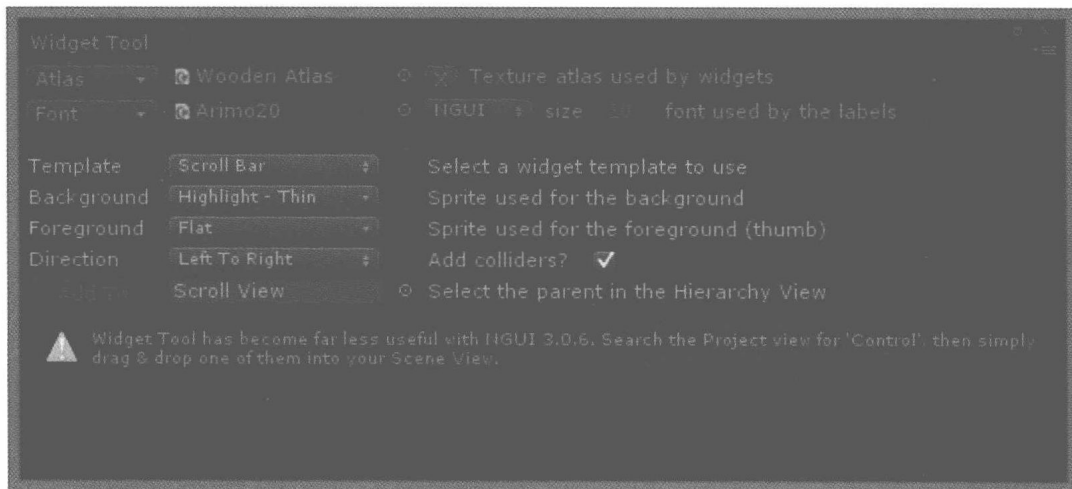 Widget Tool
Atlas Wooden Atlas Texture atlas used by widgets
Font Arimo20 NGUI size font used by the labels
Template Scroll Bar Select a widget template to use
Background Highlight - Thin Sprite used for the background
Foreground Flat Sprite used for the foreground (thumb)
Direction Left To Right Add colliders?
Scroll View Select the parent in the Hierarchy View
Widget Tool has become far less useful with NGUI 3.0.6. Search the Project view for 'Control', then simply
drag & drop one of them into your Scene View.